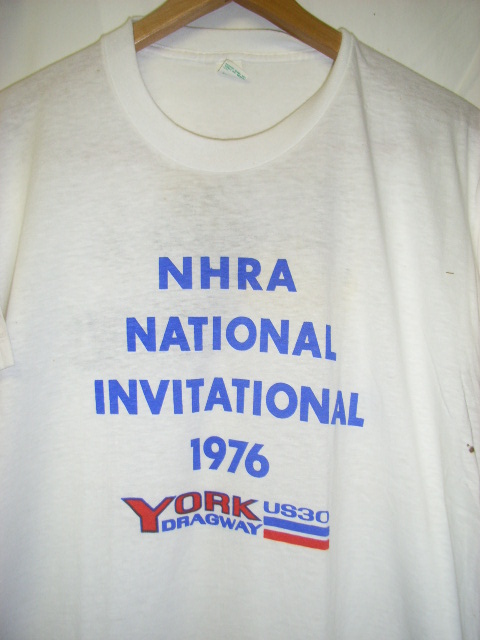 NHRA
NATIONAL
INVITATIONAL
1976
YORK US30
DRAGWAY